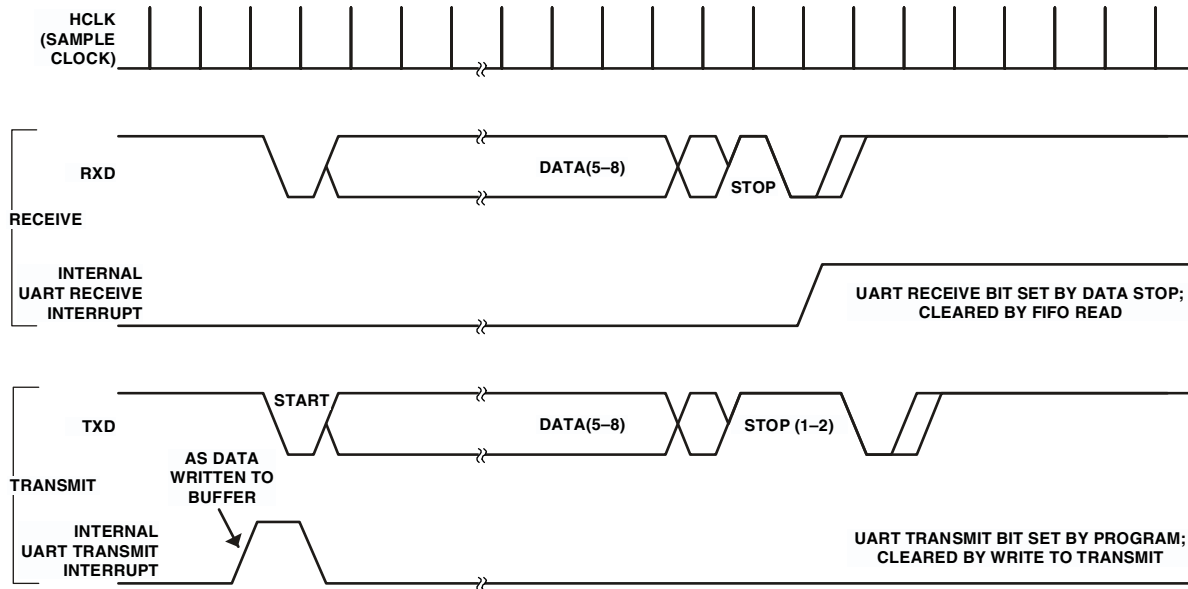 HCLK
(SAMPLE
CLOCK)
RXD
DATA(5–8)
STOP
RECEIVE
INTERNAL
UART RECEIVE
INTERRUPT
UART RECEIVE BIT SET BY DATA STOP;
CLEARED BY FIFO READ
START
TXD
DATA(5–8)
STOP (1–2)
AS DATA
WRITTEN TO
BUFFER
TRANSMIT
INTERNAL
UART TRANSMIT
INTERRUPT
UART TRANSMIT BIT SET BY PROGRAM;
CLEARED BY WRITE TO TRANSMIT